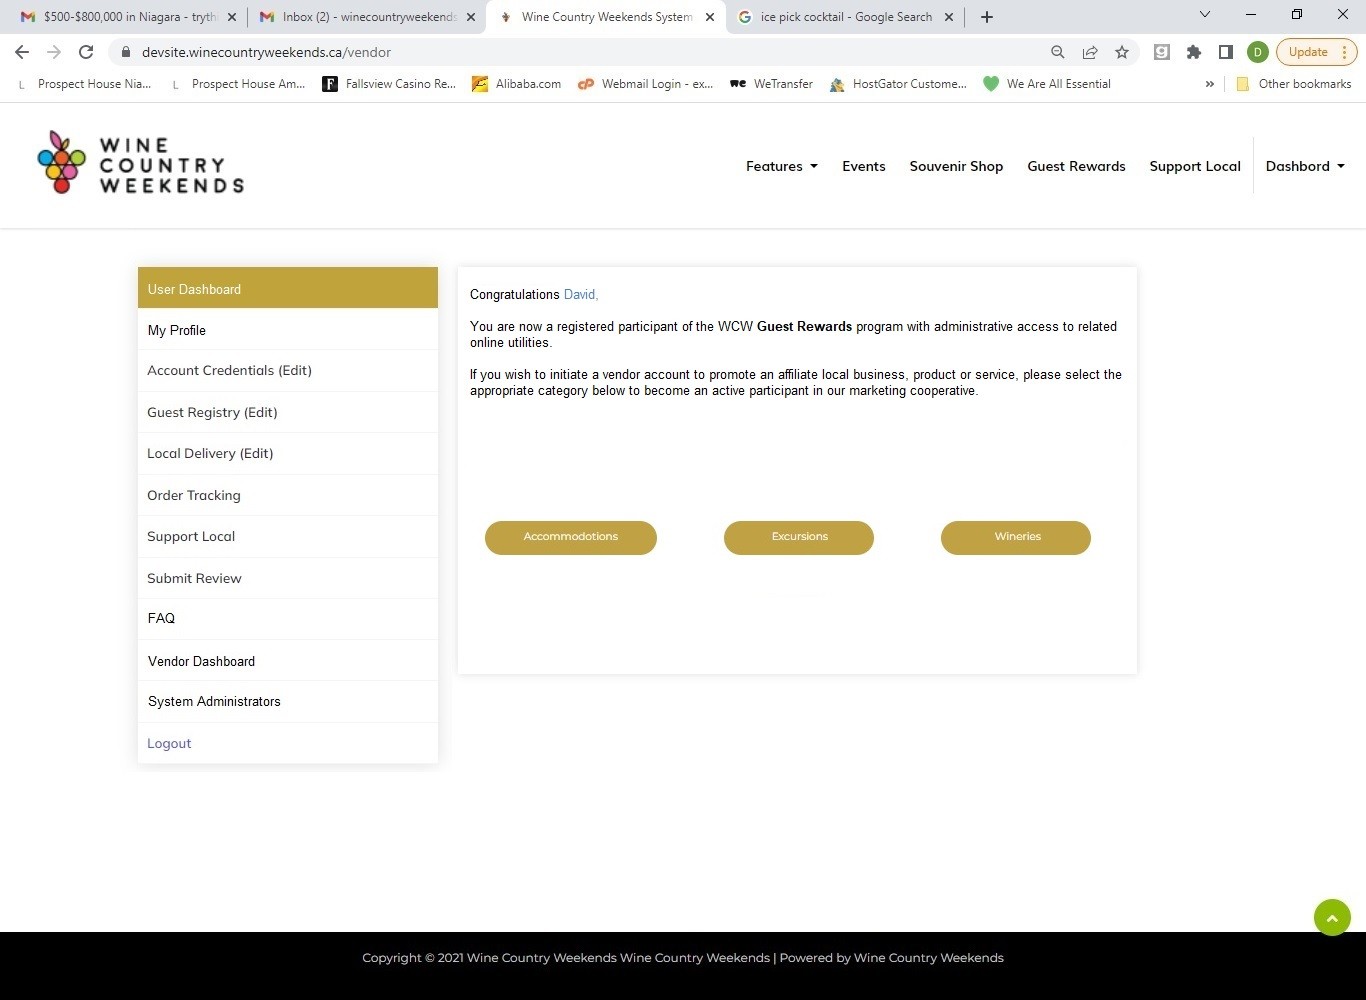 $500-$800,000 in Niagara - tryth
Inbox (2) - winecountryweekends
Wine Country Weekends System
ice pick cocktail - Google Search
devsite.winecountryweekends.ca/vendor
D
Update
L Prospect House Nia...
L Prospect House Am...
F Fallsview Casino Re...
Alibaba.com
cP Webmail Login - ex...
we WeTransfer
HostGator Custome...
We Are All Essential
»
Other bookmarks
WINE
COUNTRY
WEEKENDS
Features
Events
Souvenir Shop
Guest Rewards
Support Local
Dashbord
User Dashboard
My Profile
Account Credentials (Edit)
Guest Registry (Edit)
Local Delivery (Edit)
Order Tracking
Support Local
Submit Review
FAQ
Vendor Dashboard
System Administrators
Logout
Congratulations David,
You are now a registered participant of the WCW Guest Rewards program with administrative access to related
online utilities.
If you wish to initiate a vendor account to promote an affiliate local business, product or service, please select the
appropriate category below to become an active participant in our marketing cooperative.
Accommodotions
Excursions
Wineries
Copyright © 2021 Wine Country Weekends Wine Country Weekends | Powered by Wine Country Weekends